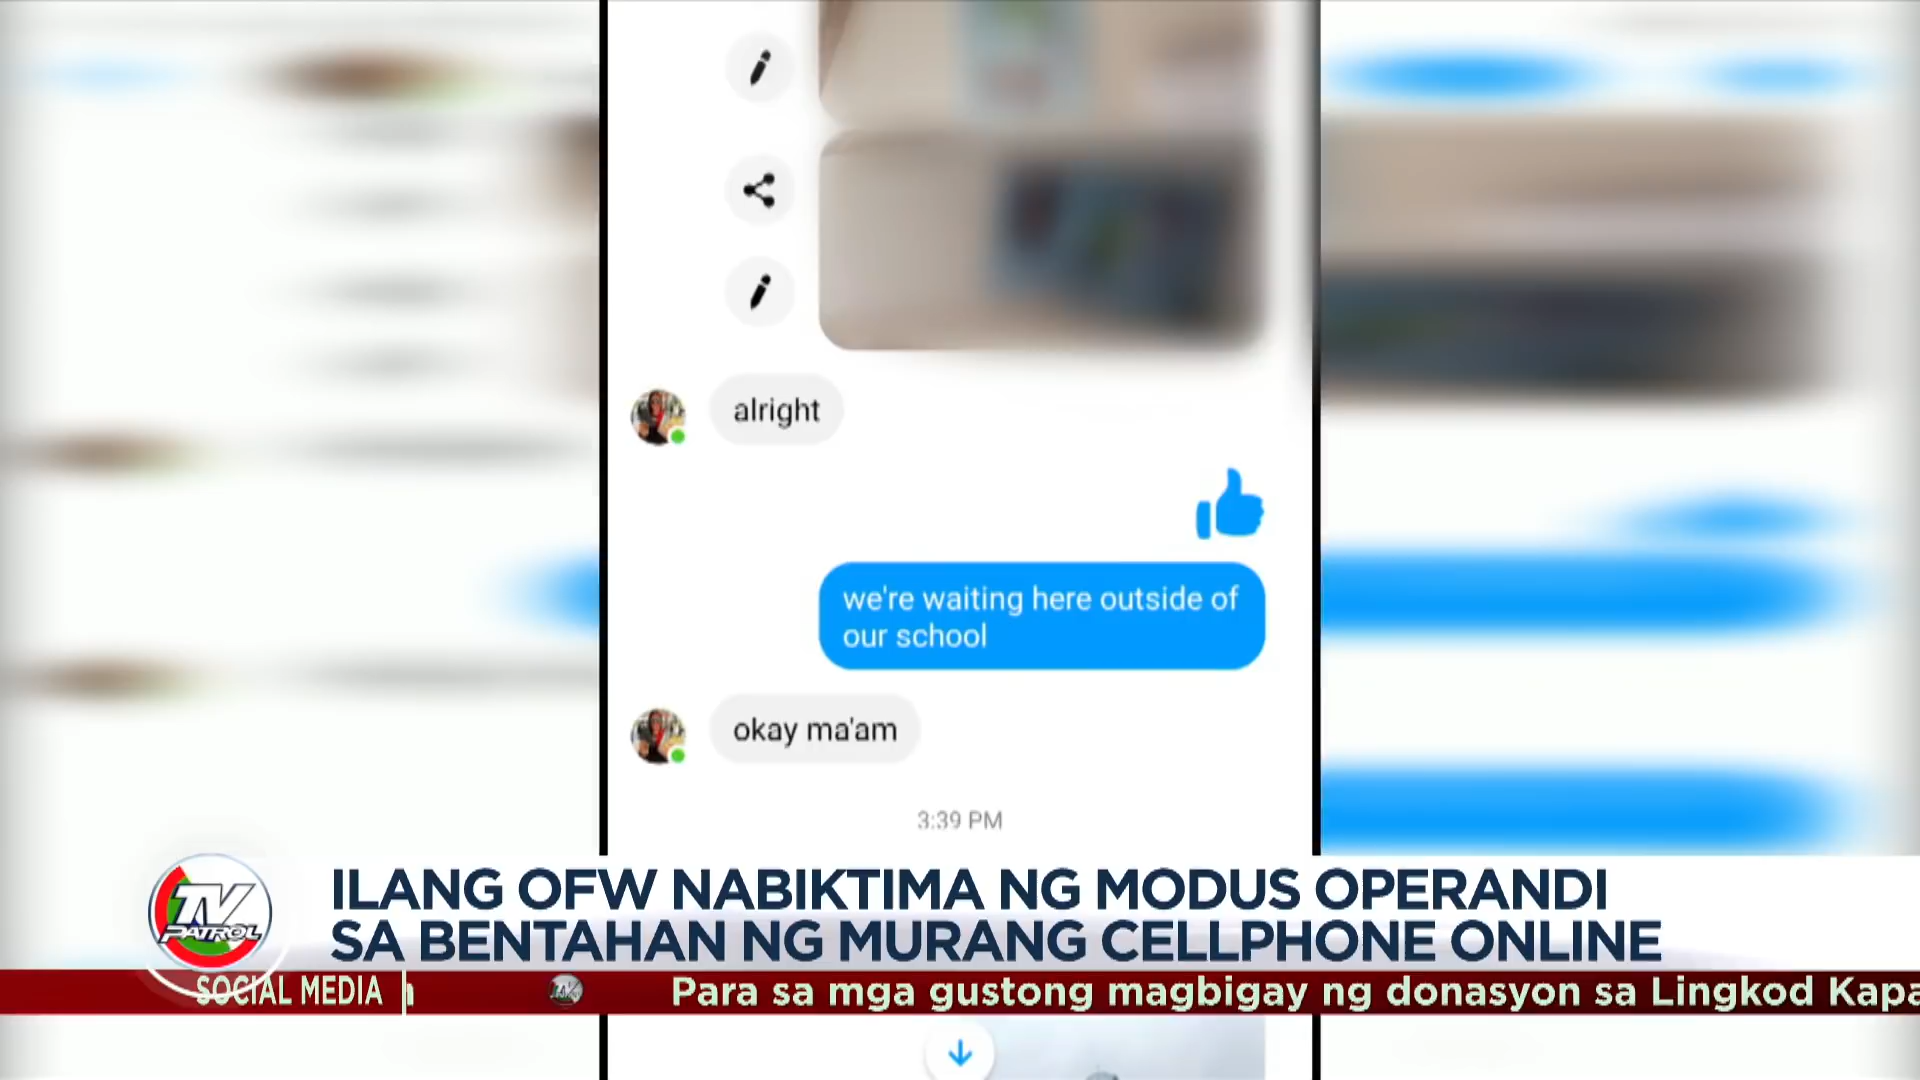 alright
we're waiting here outside of
our school
okay ma'am
3:39 PM
TV
PATROL
ILANG OFW NABIKTIMA NG MODUS OPERANDI
SA BENTAHAN NG MURANG CELLPHONE ONLINE
SOCIAL MEDIA
Para sa mga gustong magbigay ng donasyon sa Lingkod Kapa